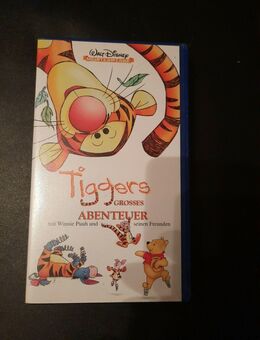 WALT DISNEY
Tiggers
GROSSES
ABENTEUER
mit Winnie Puuh und seinen Freunden